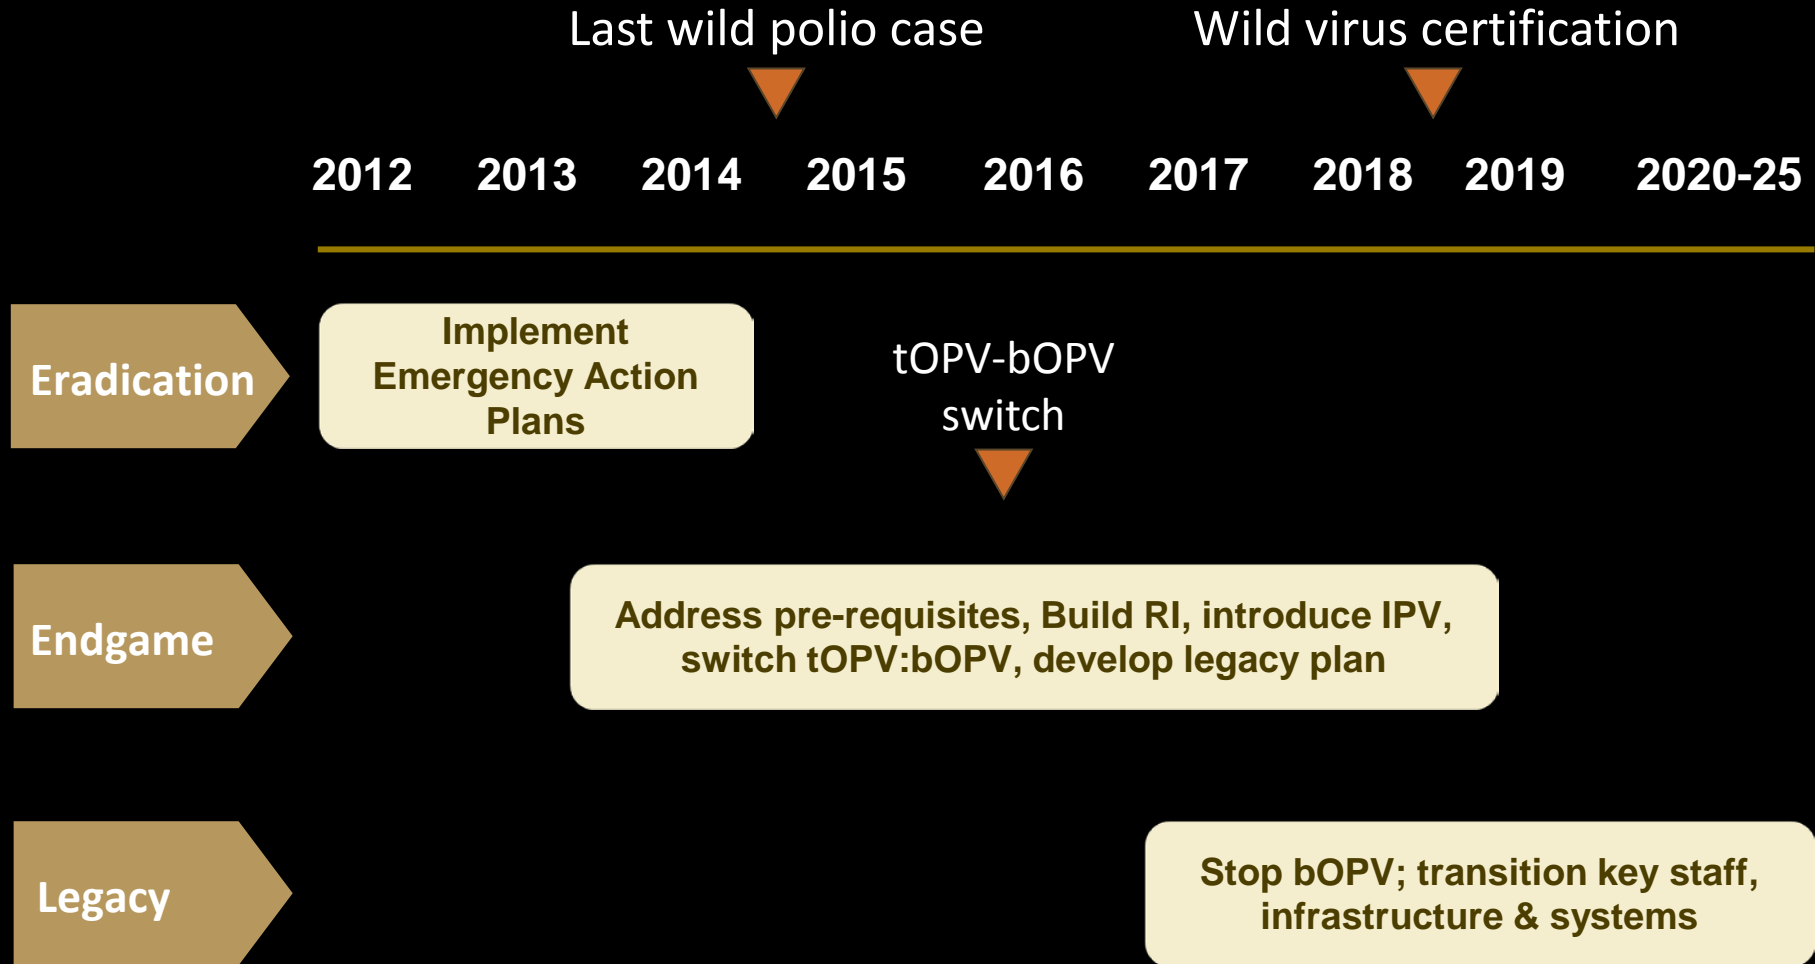 Last wild polio case
Wild virus certification
2012 2013 2014 2015 2016 2017 2018 2019 2020-25
Eradication
Implement
Emergency Action
Plans
tOPV-bOPV
switch
Endgame
Address pre-requisites, Build RI, introduce IPV,
switch tOPV:bOPV, develop legacy plan
Legacy
Stop bOPV; transition key staff,
infrastructure & systems